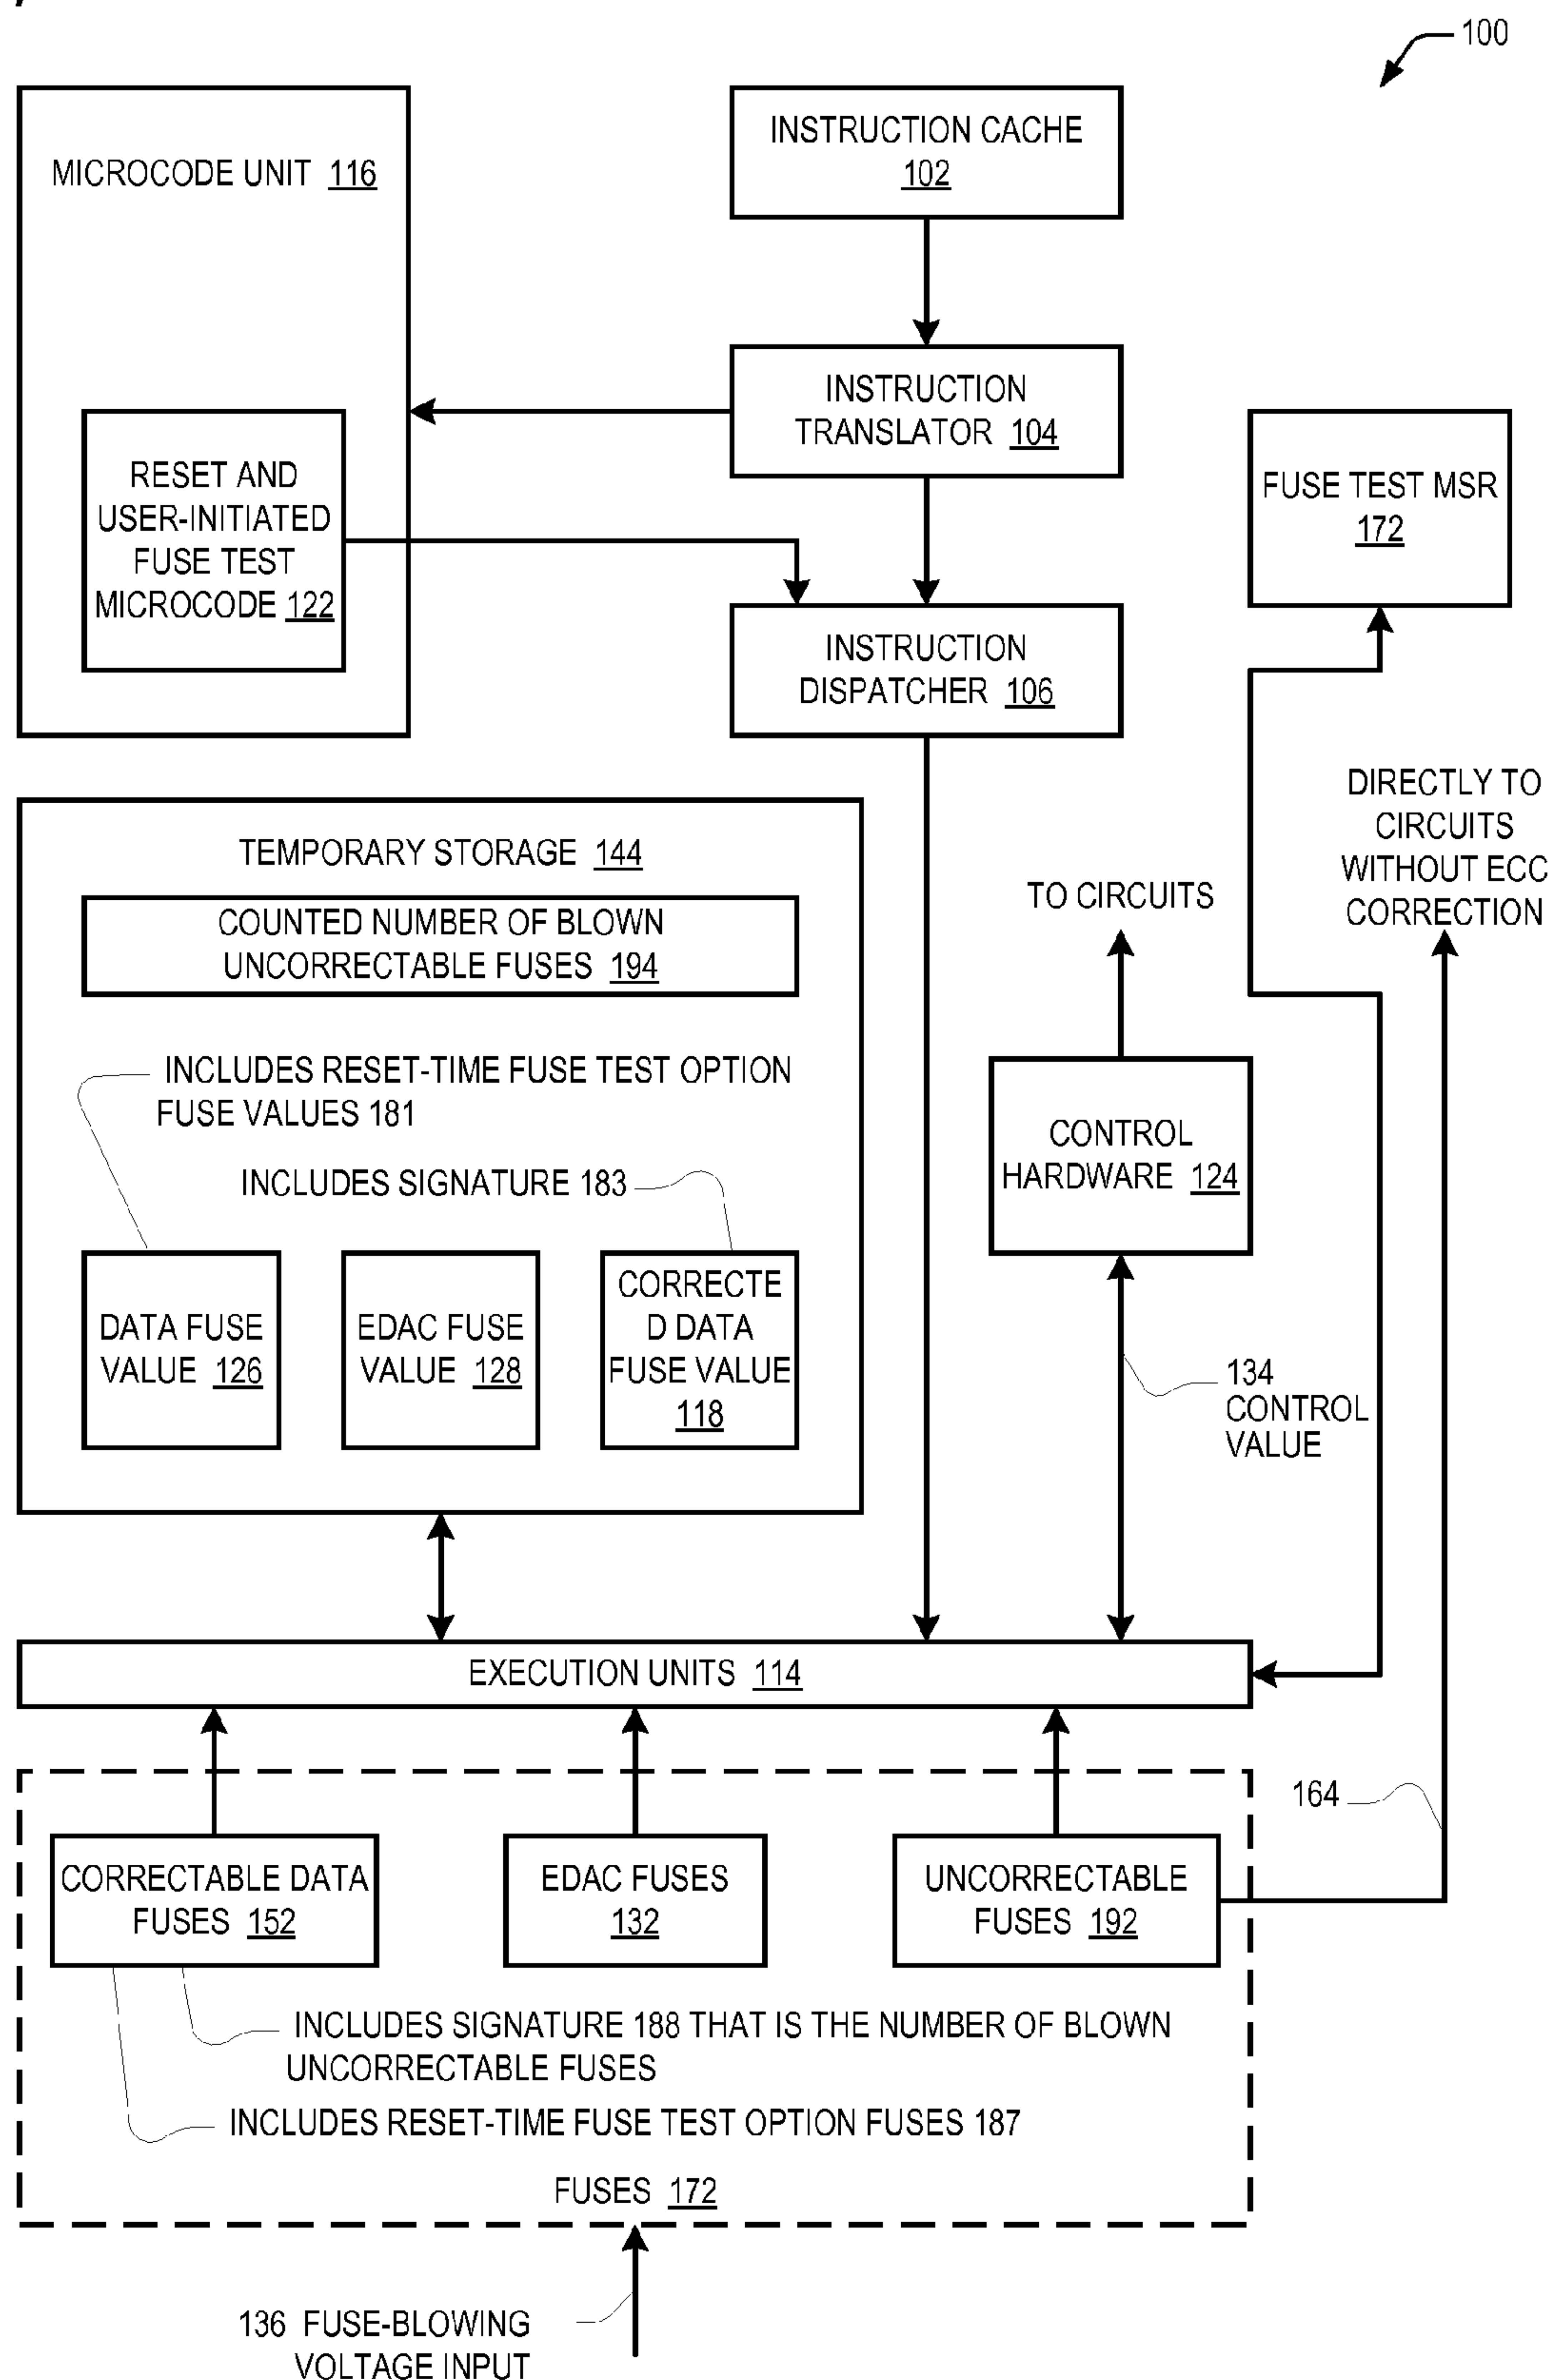 100
MICROCODE UNIT 116
INSTRUCTION CACHE
102
INSTRUCTION
TRANSLATOR 104
RESET AND
USER-INITIATED
FUSE TEST
MICROCODE 122
FUSE TEST MSR
172
INSTRUCTION
DISPATCHER 106
DIRECTLY TO
CIRCUITS
WITHOUT ECC
CORRECTION
TEMPORARY STORAGE 144
COUNTED NUMBER OF BLOWN
UNCORRECTABLE FUSES 194
TO CIRCUITS
INCLUDES RESET-TIME FUSE TEST OPTION
FUSE VALUES 181
INCLUDES SIGNATURE 183
CONTROL
HARDWARE 124
DATA FUSE
VALUE 126
EDAC FUSE
VALUE 128
CORRECTE
D DATA
FUSE VALUE
118
134
CONTROL
VALUE
EXECUTION UNITS 114
164
CORRECTABLE DATA
FUSES 152
EDAC FUSES
132
UNCORRECTABLE
FUSES 192
INCLUDES SIGNATURE 188 THAT IS THE NUMBER OF BLOWN
UNCORRECTABLE FUSES
INCLUDES RESET-TIME FUSE TEST OPTION FUSES 187
FUSES 172
136 FUSE-BLOWING
VOLTAGE INPUT